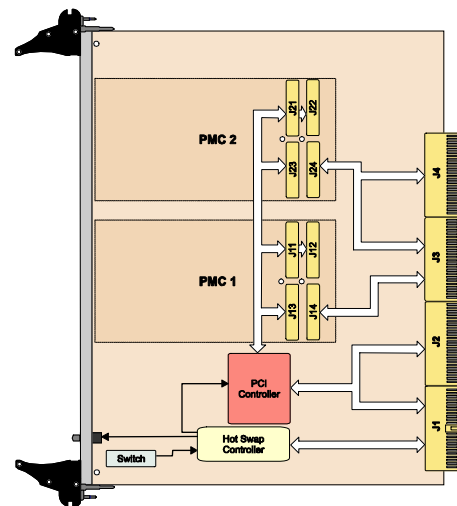 J21
J22
PMC 2
J23
J24
J4
J11
J12
J3
PMC 1
J13
J14
J2
PCI
Controller
J1
Hot Swap
Controller
Switch